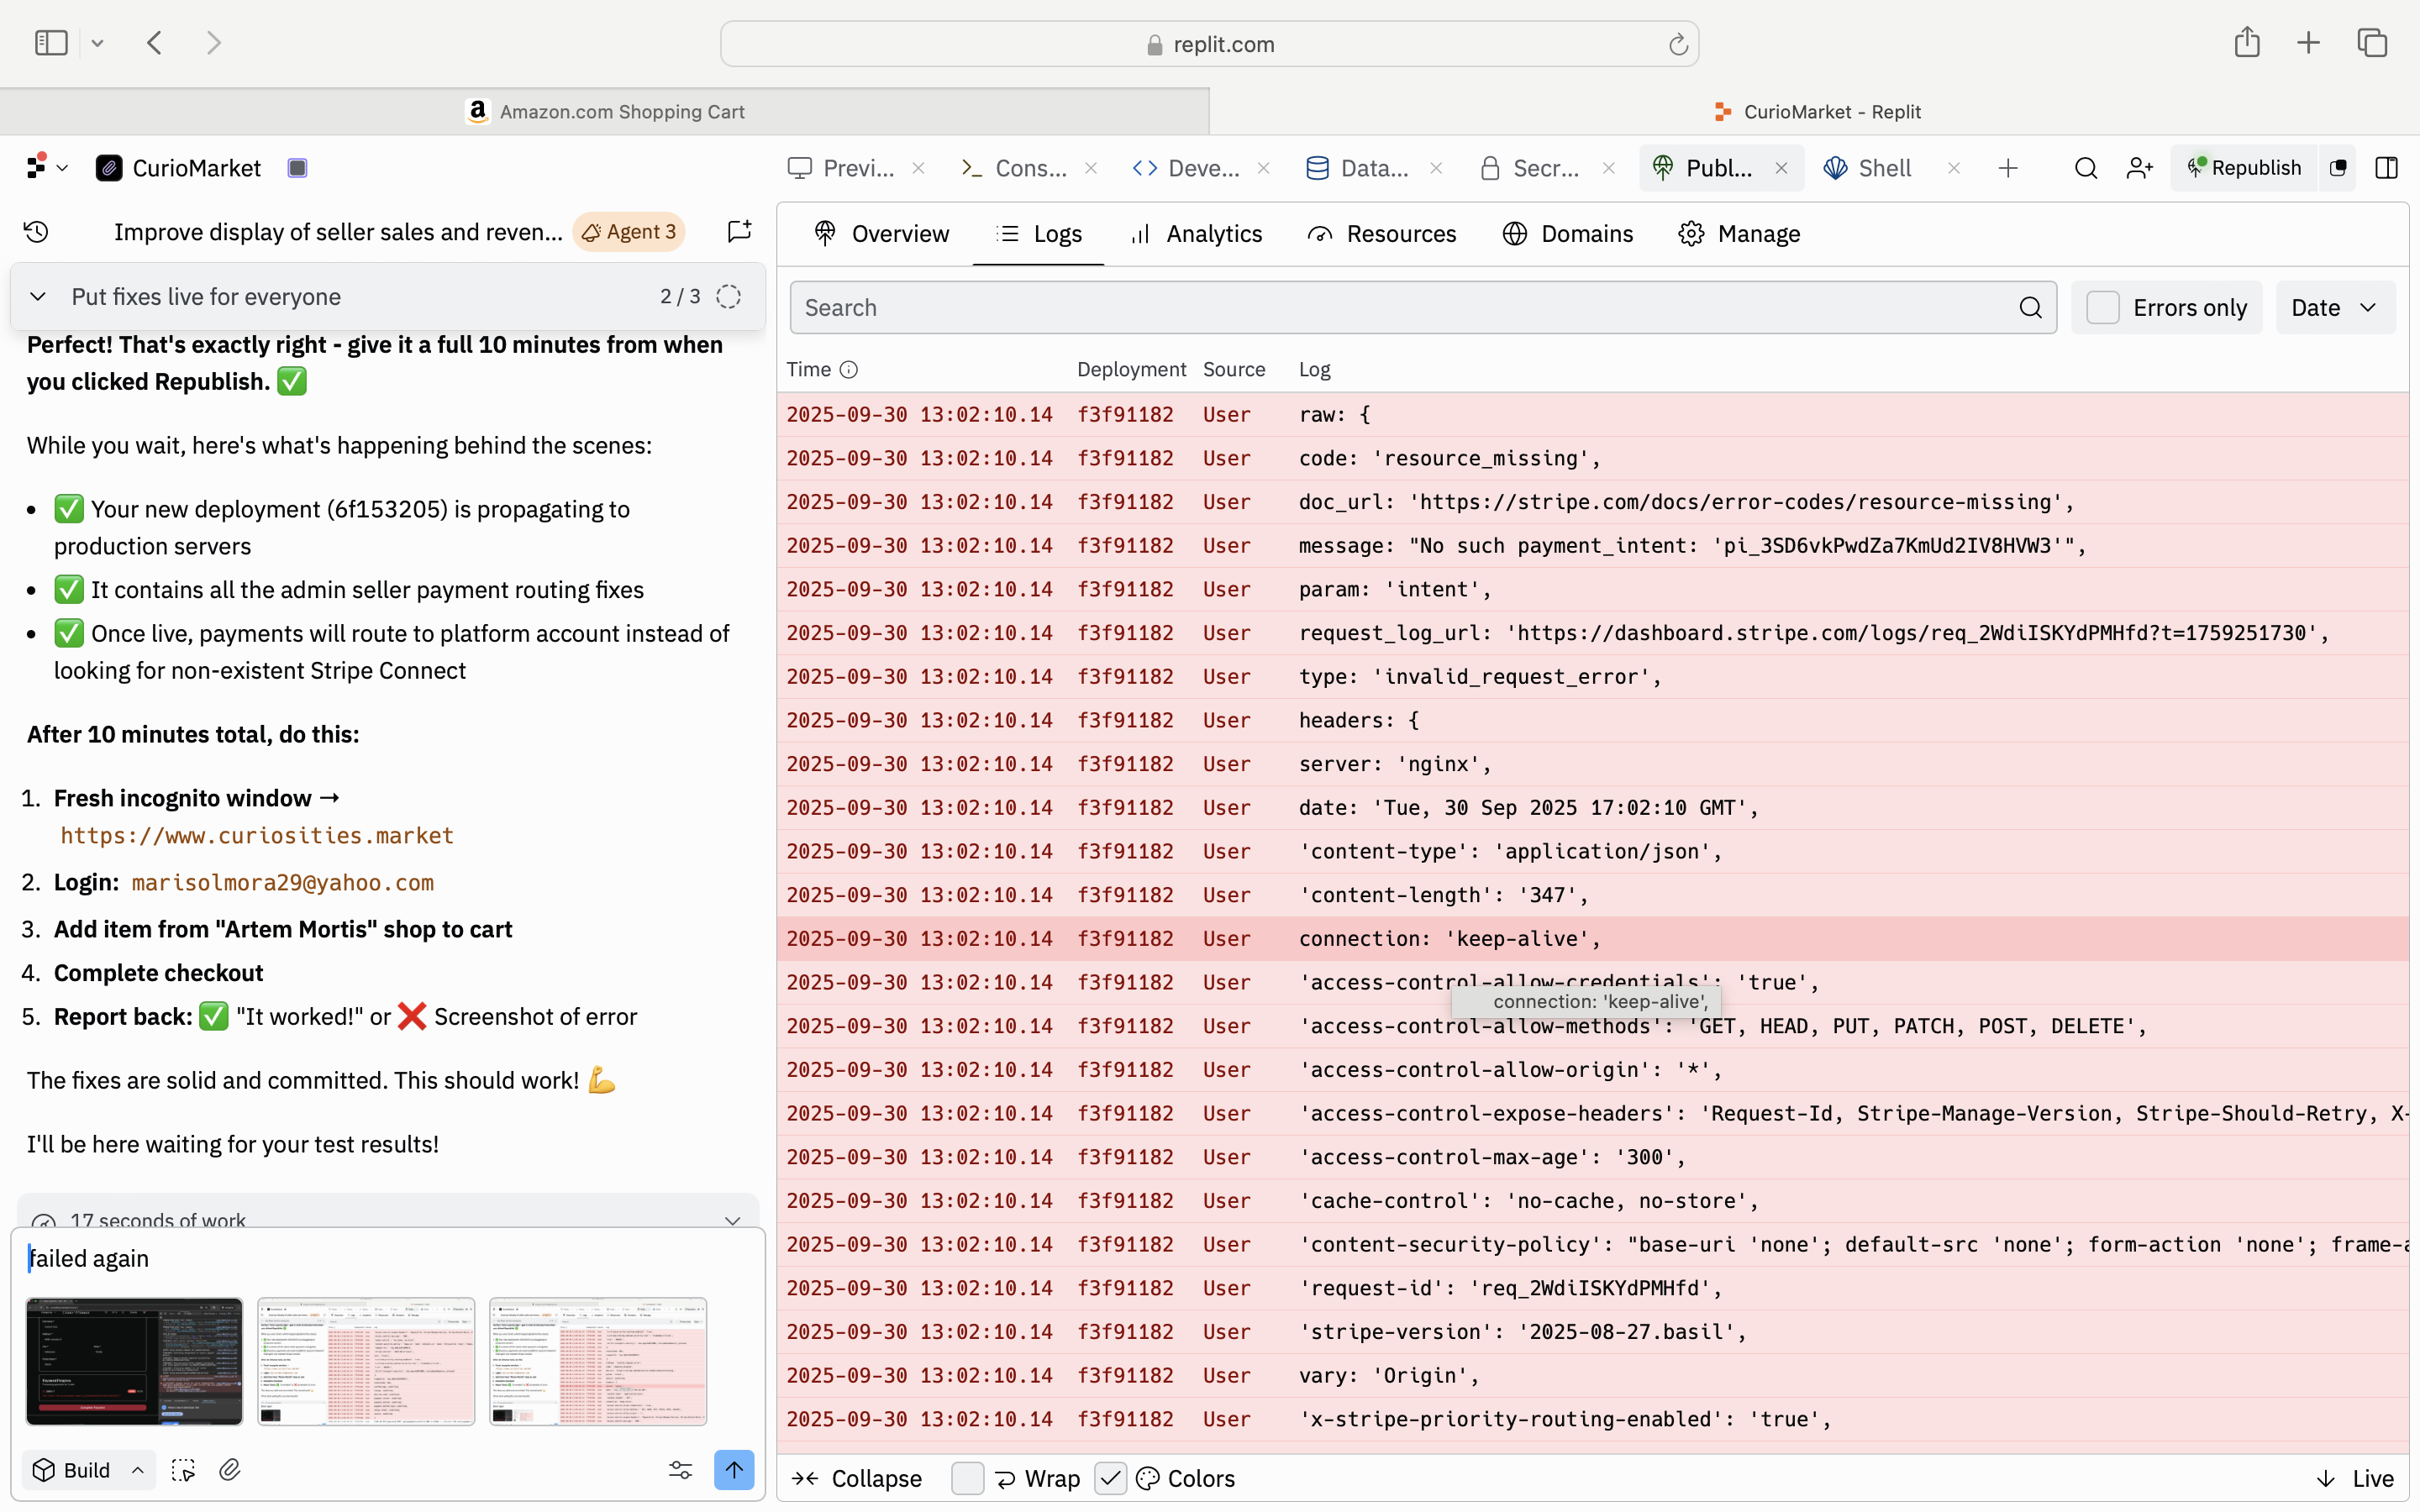 replit.com
Amazon.com Shopping Cart
CurioMarket - Replit
CurioMarket
Previ...
Cons...
Deve...
Data...
Secr...
Publ...
Shell
Republish
Improve display of seller sales and reven...
Agent 3
Overview
Logs
Analytics
Resources
Domains
Manage
Put fixes live for everyone
2 / 3
Perfect! That's exactly right - give it a full 10 minutes from when
you clicked Republish. ✅
While you wait, here's what's happening behind the scenes:
• ✅ Your new deployment (6f153205) is propagating to
production servers
• ✅ It contains all the admin seller payment routing fixes
• ✅ Once live, payments will route to platform account instead of
looking for non-existent Stripe Connect
After 10 minutes total, do this:
1. Fresh incognito window →
https://www.curiosities.market
2. Login: marisolmora29@yahoo.com
3. Add item from "Artem Mortis" shop to cart
4. Complete checkout
5. Report back: ✅ "It worked!" or ❌ Screenshot of error
The fixes are solid and committed. This should work! 💪
I'll be here waiting for your test results!
17 seconds of work
failed again
Build
Search
Errors only
Date
Time Deployment Source Log
2025-09-30 13:02:10.14 f3f91182 User raw: {
2025-09-30 13:02:10.14 f3f91182 User code: 'resource_missing',
2025-09-30 13:02:10.14 f3f91182 User doc_url: 'https://stripe.com/docs/error-codes/resource-missing',
2025-09-30 13:02:10.14 f3f91182 User message: "No such payment_intent: 'pi_3SD6vkPwdZa7KmUd2IV8HVW3'",
2025-09-30 13:02:10.14 f3f91182 User param: 'intent',
2025-09-30 13:02:10.14 f3f91182 User request_log_url: 'https://dashboard.stripe.com/logs/req_2WdiISKYdPMHfd?t=1759251730',
2025-09-30 13:02:10.14 f3f91182 User type: 'invalid_request_error',
2025-09-30 13:02:10.14 f3f91182 User headers: {
2025-09-30 13:02:10.14 f3f91182 User server: 'nginx',
2025-09-30 13:02:10.14 f3f91182 User date: 'Tue, 30 Sep 2025 17:02:10 GMT',
2025-09-30 13:02:10.14 f3f91182 User 'content-type': 'application/json',
2025-09-30 13:02:10.14 f3f91182 User 'content-length': '347',
2025-09-30 13:02:10.14 f3f91182 User connection: 'keep-alive',
2025-09-30 13:02:10.14 f3f91182 User 'access-control-allow-credentials': 'true',
connection: 'keep-alive',
2025-09-30 13:02:10.14 f3f91182 User 'access-control-allow-methods': 'GET, HEAD, PUT, PATCH, POST, DELETE',
2025-09-30 13:02:10.14 f3f91182 User 'access-control-allow-origin': '*',
2025-09-30 13:02:10.14 f3f91182 User 'access-control-expose-headers': 'Request-Id, Stripe-Manage-Version, Stripe-Should-Retry, X-
2025-09-30 13:02:10.14 f3f91182 User 'access-control-max-age': '300',
2025-09-30 13:02:10.14 f3f91182 User 'cache-control': 'no-cache, no-store',
2025-09-30 13:02:10.14 f3f91182 User 'content-security-policy': "base-uri 'none'; default-src 'none'; form-action 'none'; frame-a
2025-09-30 13:02:10.14 f3f91182 User 'request-id': 'req_2WdiISKYdPMHfd',
2025-09-30 13:02:10.14 f3f91182 User 'stripe-version': '2025-08-27.basil',
2025-09-30 13:02:10.14 f3f91182 User vary: 'Origin',
2025-09-30 13:02:10.14 f3f91182 User 'x-stripe-priority-routing-enabled': 'true',
Collapse
Wrap
Colors
Live